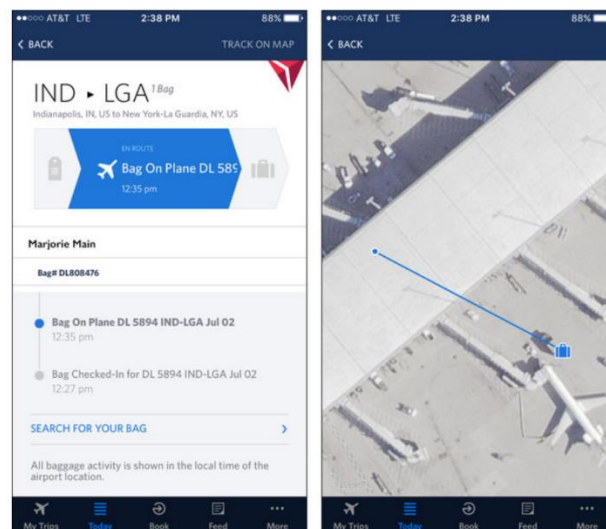 AT&T LTE 2:38 PM 88%
BACK TRACK ON MAP
IND ▸ LGA 1 Bag
Indianapolis, IN, US to New York-La Guardia, NY, US
EN ROUTE
Bag On Plane DL 589
12:35 pm
Marjorie Main
Bag# DL808476
Bag On Plane DL 5894 IND-LGA Jul 02
12:35 pm
Bag Checked-In for DL 5894 IND-LGA Jul 02
12:27 pm
SEARCH FOR YOUR BAG
All baggage activity is shown in the local time of the
airport location.
My Trips Today Book Feed More
AT&T LTE 2:38 PM 88%
BACK
My Trips Today Book Feed More